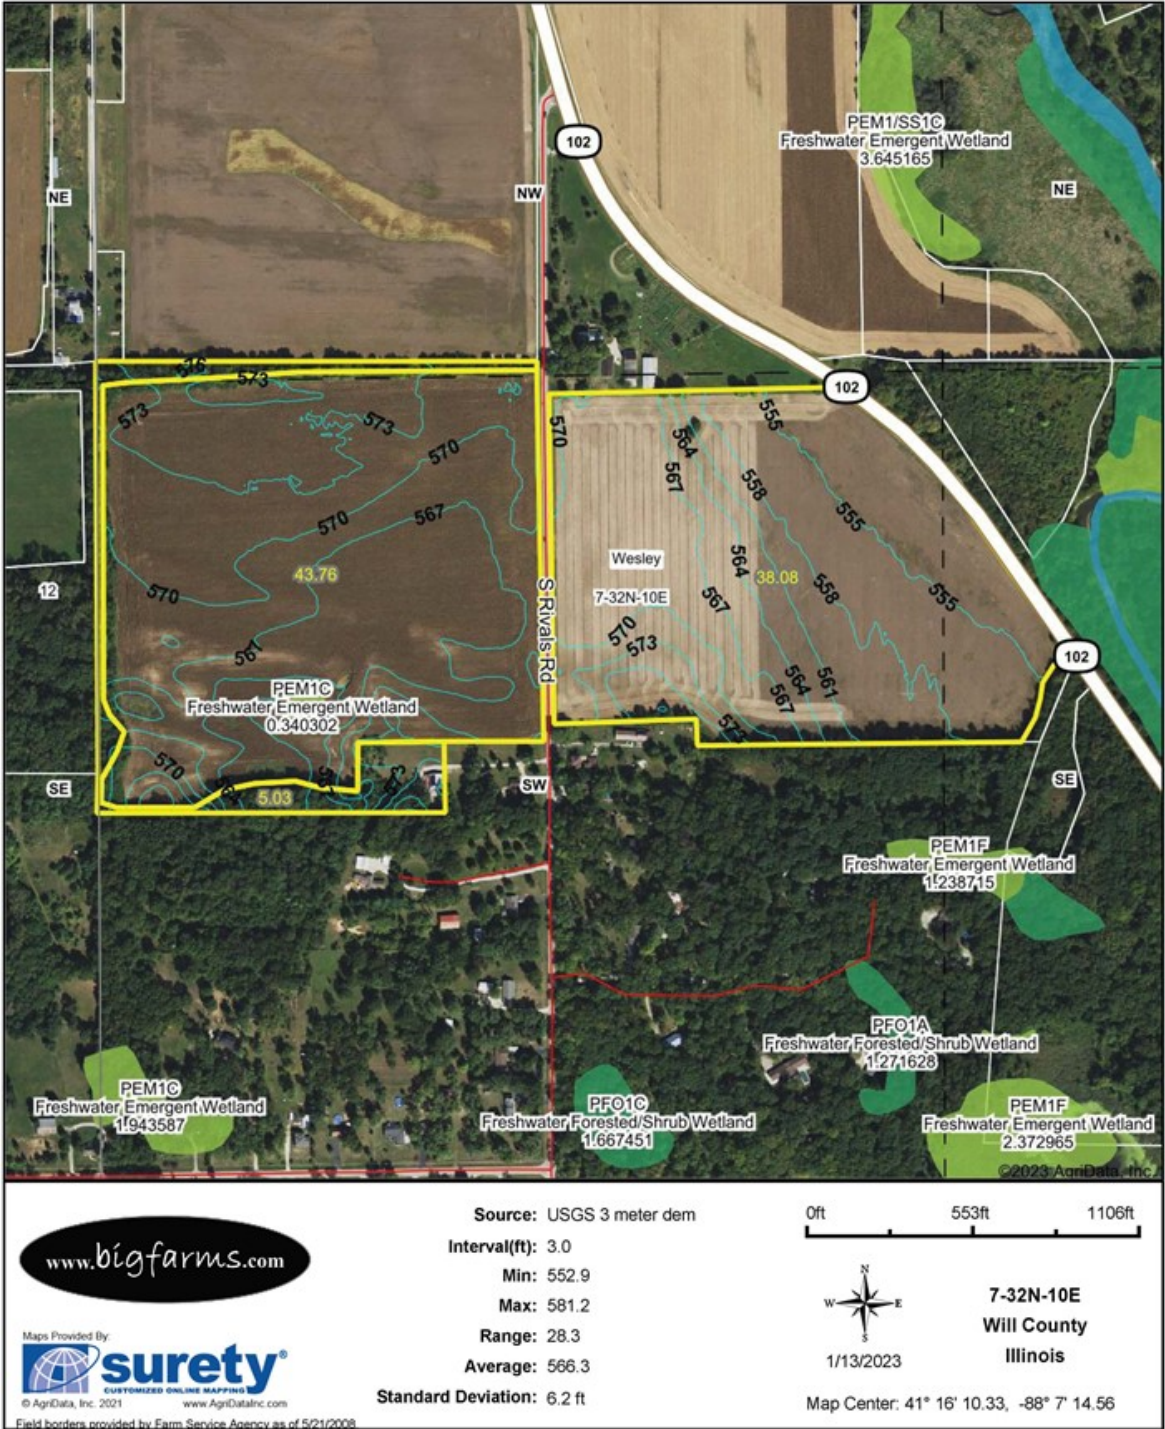 102
PEM1/SS1C
Freshwater Emergent Wetland
3.645165
NE
NW
NE
576
573
102
573
573
570
555
570
564
570
567
567
558
555
Wesley
564
43.76
38.08
12
570
7-32N-10E
567
558
555
S Rivals Rd
570
573
567
102
PEM1C
Freshwater Emergent Wetland
0.340302
564
561
567
573
570
SE
5.03
SW
SE
PEM1F
Freshwater Emergent Wetland
1.238715
PFO1A
Freshwater Forested/Shrub Wetland
1.271628
PEM1C
Freshwater Emergent Wetland
1.943587
PFO1C
Freshwater Forested/Shrub Wetland
1.667451
PEM1F
Freshwater Emergent Wetland
2.372965
©2023 AgriData, Inc.
www.bigfarms.com
Maps Provided By:
surety®
CUSTOMIZED ONLINE MAPPING
© AgriData, Inc. 2021 www.AgriDataInc.com
Field borders provided by Farm Service Agency as of 5/21/2008.
Source: USGS 3 meter dem
Interval(ft): 3.0
Min: 552.9
Max: 581.2
Range: 28.3
Average: 566.3
Standard Deviation: 6.2 ft
0ft 553ft 1106ft
N
W E
S
1/13/2023
7-32N-10E
Will County
Illinois
Map Center: 41° 16' 10.33, -88° 7' 14.56